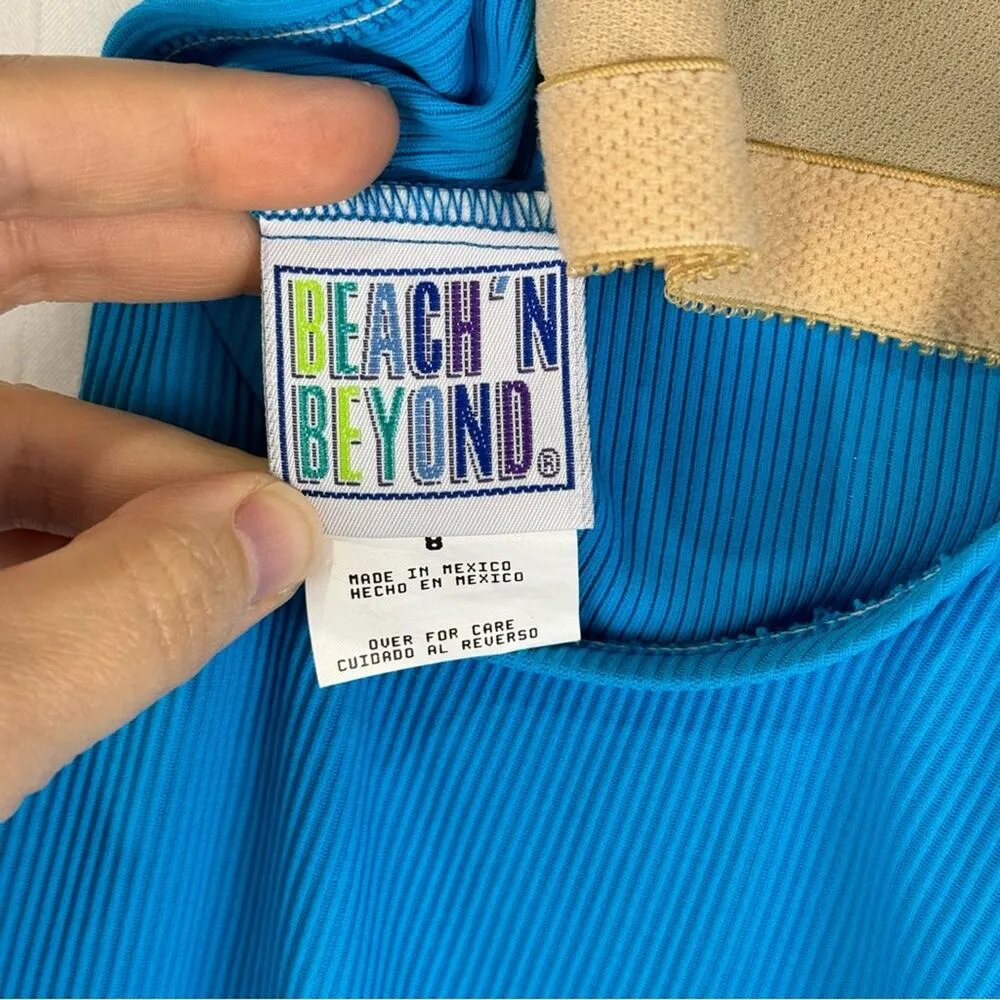 BEACH'N
BEYOND®
8
MADE IN MEXICO
HECHO EN MEXICO
OVER FOR CARE
CUIDADO AL REVERSO